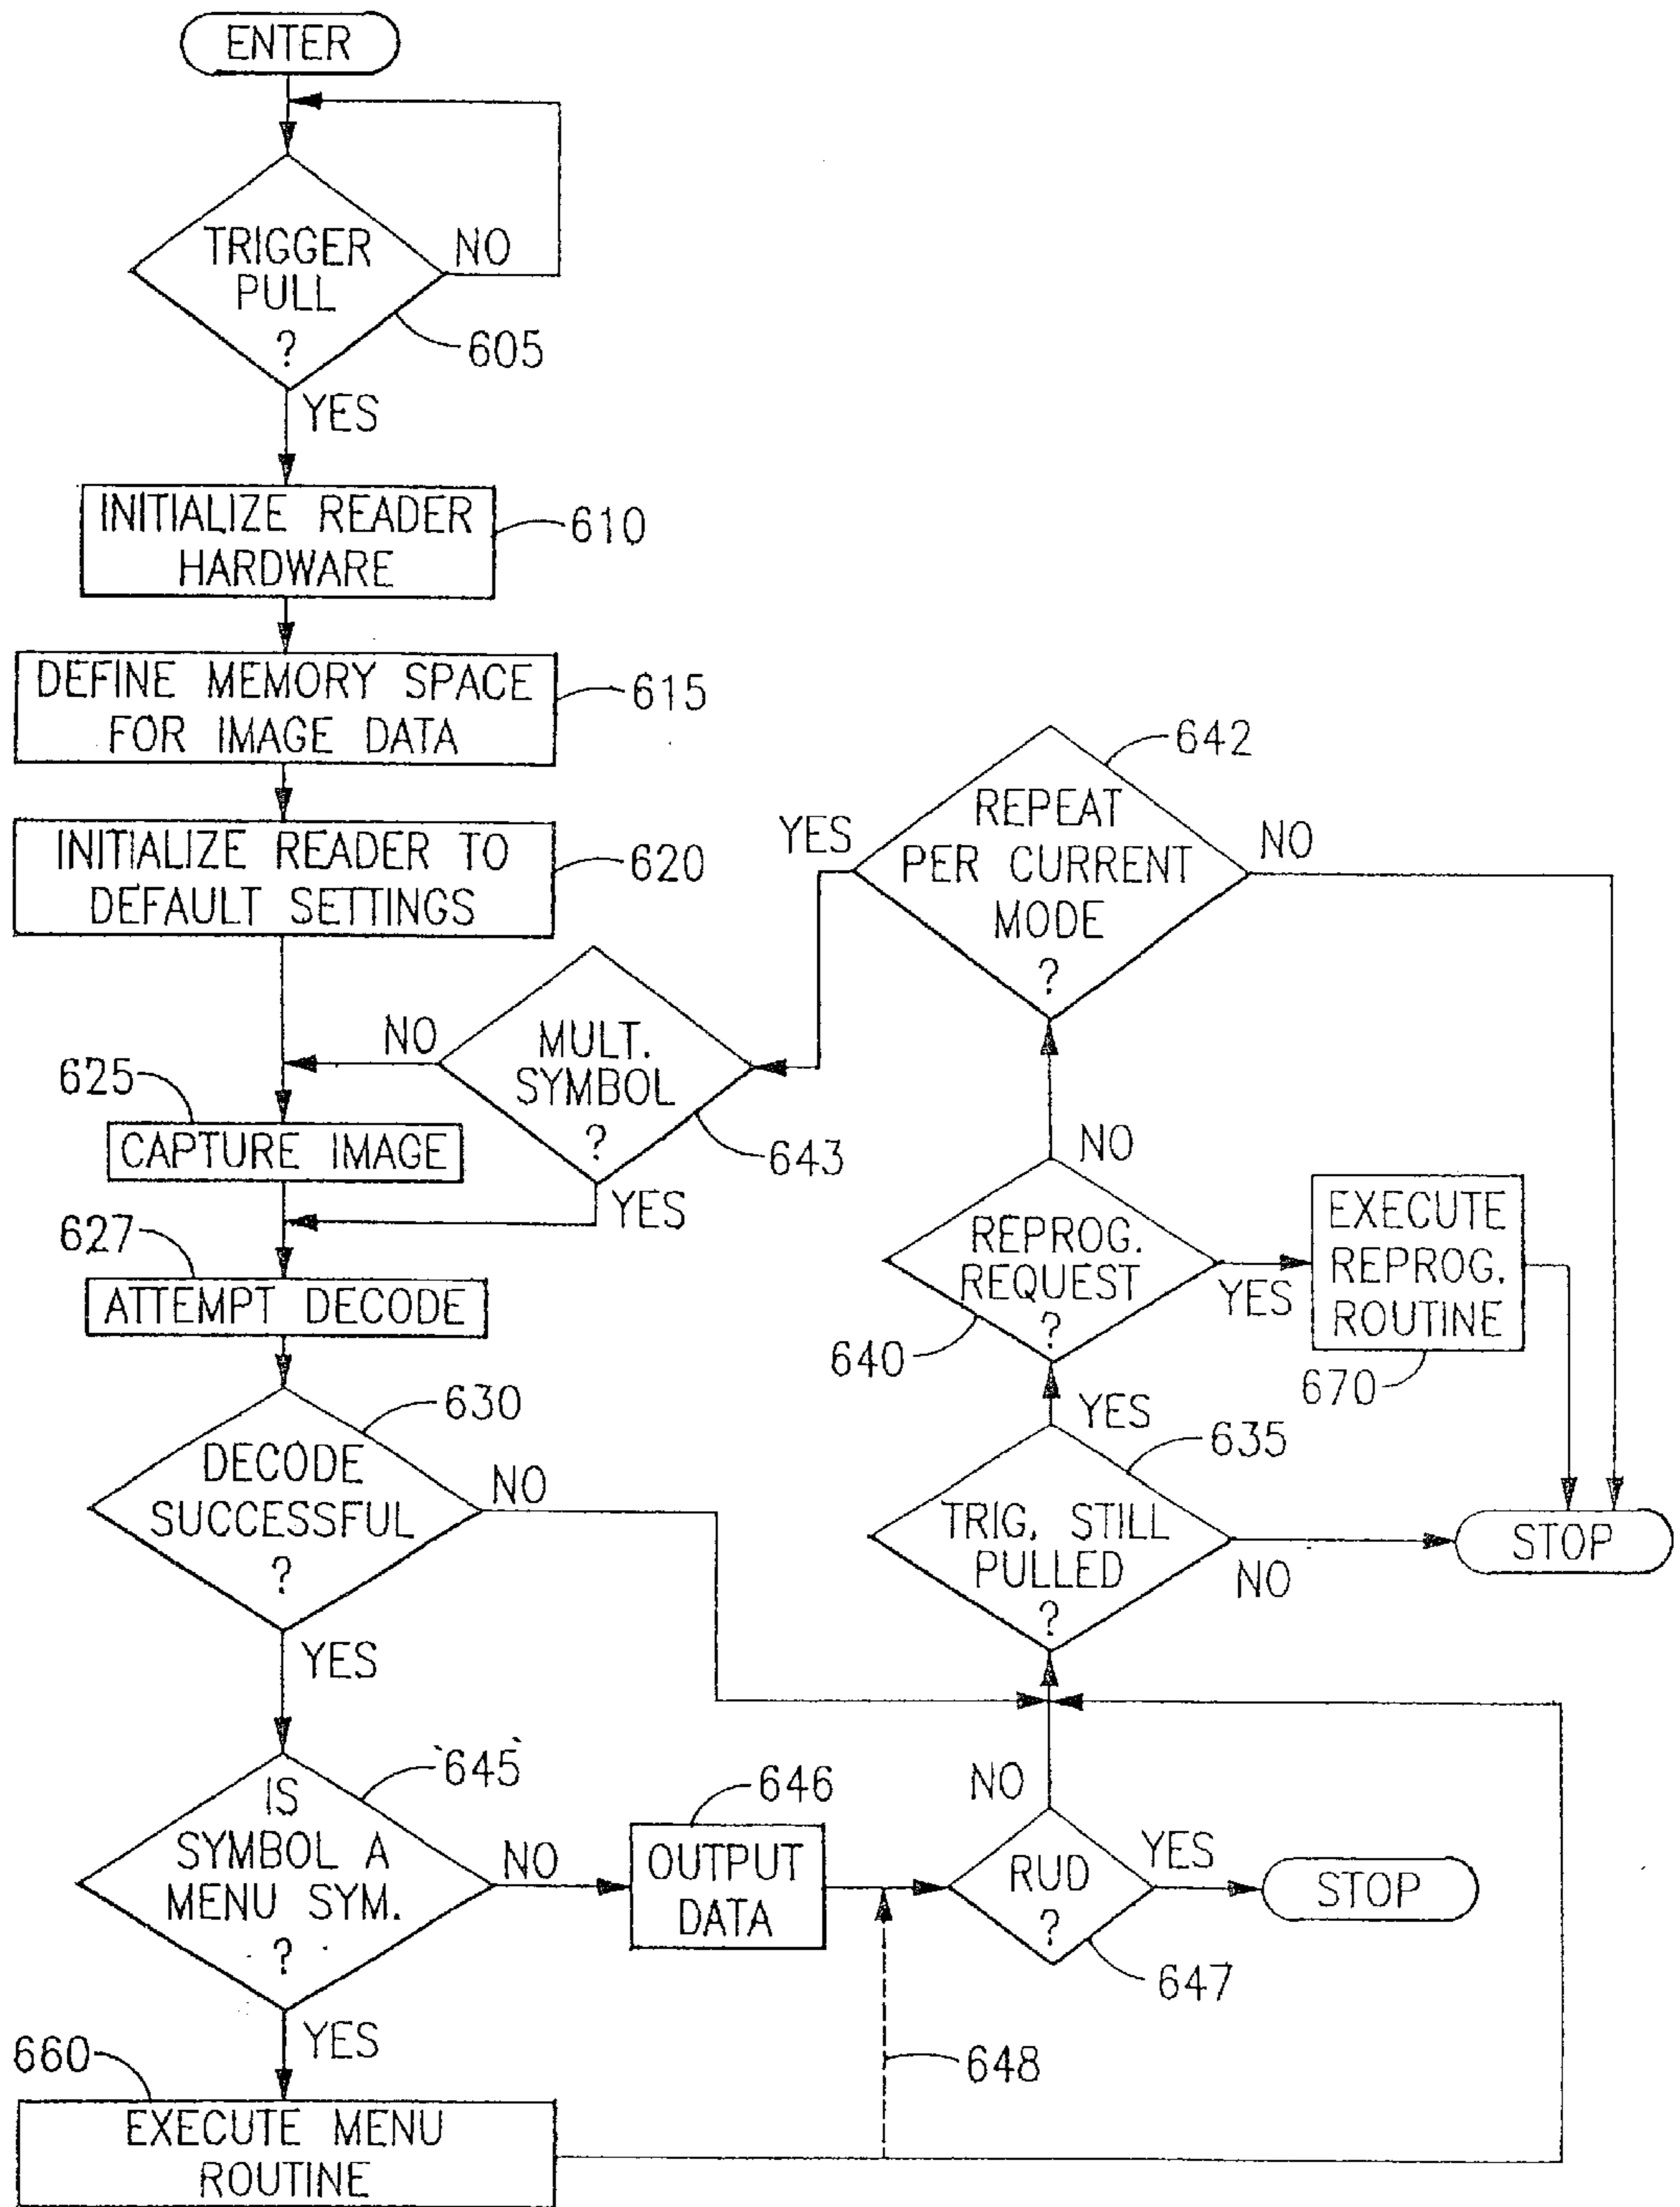 ENTER
TRIGGER
PULL
?
NO
605
YES
INITIALIZE READER
HARDWARE
610
DEFINE MEMORY SPACE
FOR IMAGE DATA
615
INITIALIZE READER TO
DEFAULT SETTINGS
620
642
REPEAT
PER CURRENT
MODE
?
YES
NO
MULT.
SYMBOL
?
NO
643
YES
625
CAPTURE IMAGE
627
ATTEMPT DECODE
NO
REPROG.
REQUEST
?
640
YES
EXECUTE
REPROG.
ROUTINE
670
630
DECODE
SUCCESSFUL
?
NO
YES
YES
635
TRIG. STILL
PULLED
?
NO
STOP
645
IS
SYMBOL A
MENU SYM.
?
NO
646
OUTPUT
DATA
NO
RUD
?
YES
STOP
647
YES
648
660
EXECUTE MENU
ROUTINE